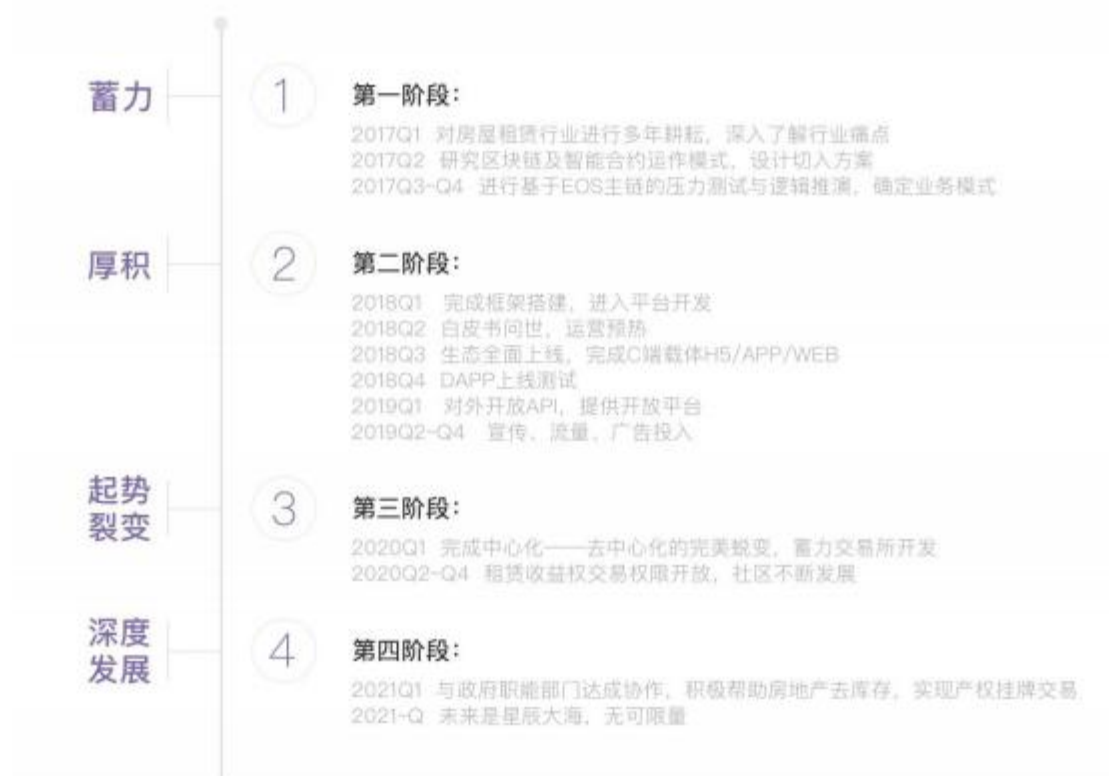 蓄力
1
第一阶段：
2017Q1 对房屋租赁行业进行多年耕耘，深入了解行业痛点
2017Q2 研究区块链及智能合约运作模式，设计切入方案
2017Q3-Q4 进行基于EOS主链的压力测试与逻辑推演，确定业务模式
厚积
2
第二阶段：
2018Q1 完成框架搭建，进入平台开发
2018Q2 白皮书问世，运营预热
2018Q3 生态全面上线，完成C端载体H5/APP/WEB
2018Q4 DAPP上线测试
2019Q1 对外开放API，提供开放平台
2019Q2-Q4 宣传、流量、广告投入
起势
裂变
3
第三阶段：
2020Q1 完成中心化——去中心化的完美蜕变，蓄力交易所开发
2020Q2-Q4 租赁收益权交易权限开放，社区不断发展
深度
发展
4
第四阶段：
2021Q1 与政府职能部门达成协作，积极帮助房地产去库存，实现产权挂牌交易
2021-Q 未来是星辰大海，无可限量